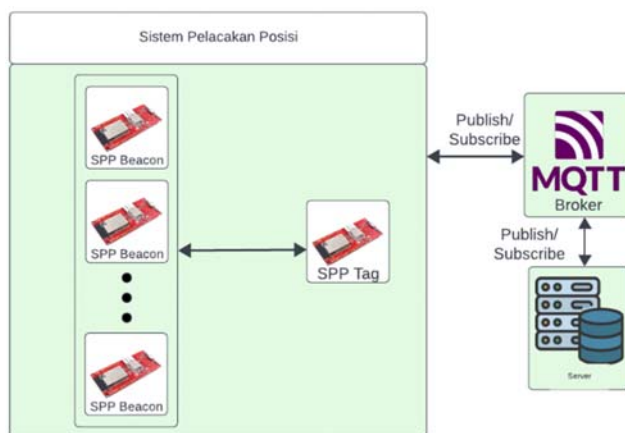 Sistem Pelacakan Posisi
SPP Beacon
SPP Beacon
SPP Beacon
SPP Tag
Publish/
Subscribe
MQTT
Broker
Publish/
Subscribe
Server